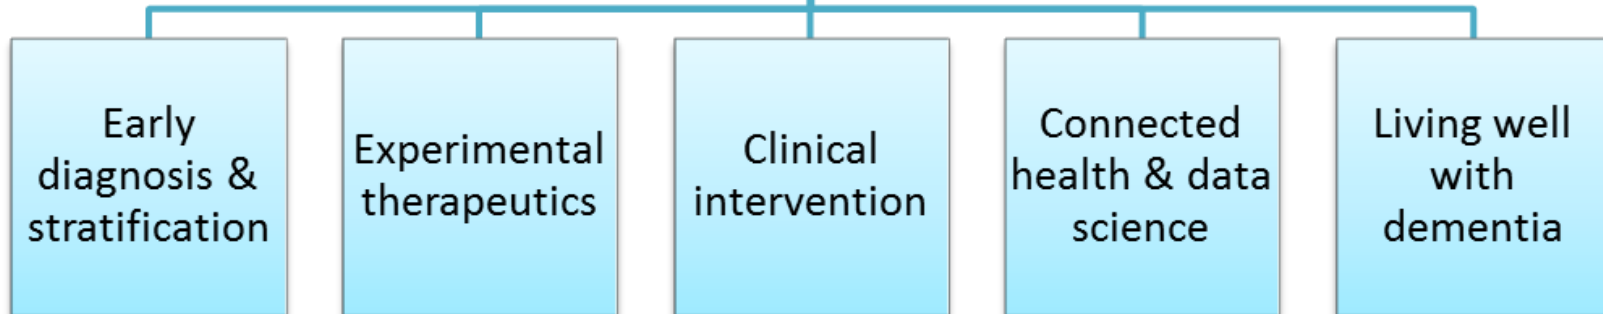 Early
diagnosis &
stratification
Experimental
therapeutics
Clinical
intervention
Connected
health & data
science
Living well
with
dementia